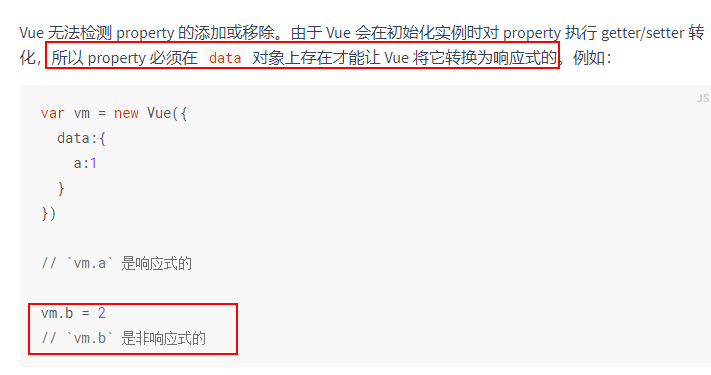 Vue 无法检测 property 的添加或移除。由于 Vue 会在初始化实例时对 property 执行 getter/setter 转
化，所以 property 必须在 data 对象上存在才能让 Vue 将它转换为响应式的。例如：
JS
var vm = new Vue({
  data:{
    a:1
  }
})
// `vm.a` 是响应式的
vm.b = 2
// `vm.b` 是非响应式的